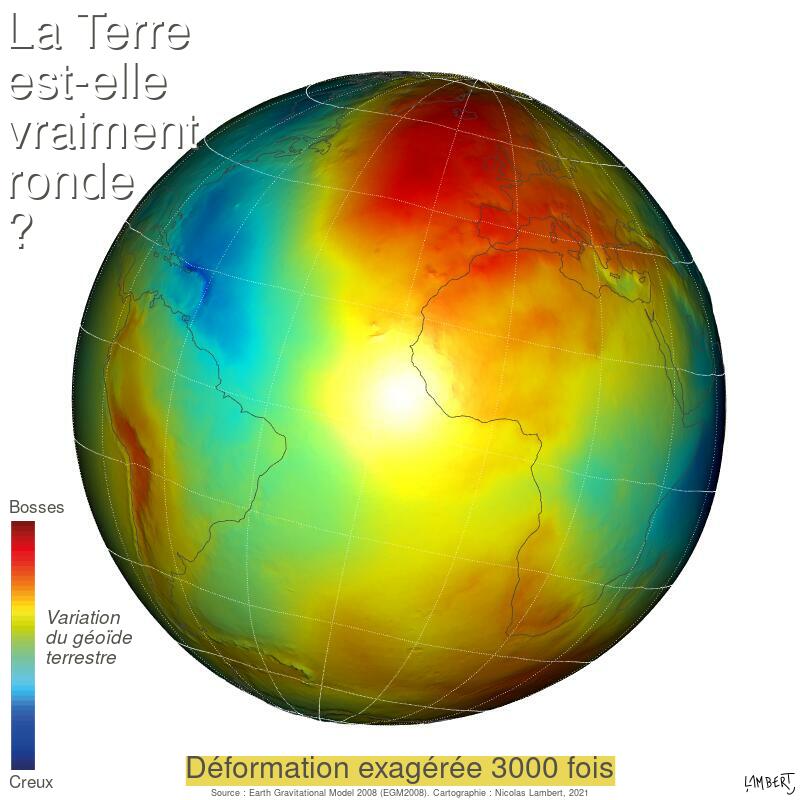 La Terre
est-elle
vraiment
ronde
?
Bosses
Variation
du géoïde
terrestre
Creux
Déformation exagérée 3000 fois
Source : Earth Gravitational Model 2008 (EGM2008). Cartographie : Nicolas Lambert, 2021
LAMBERT